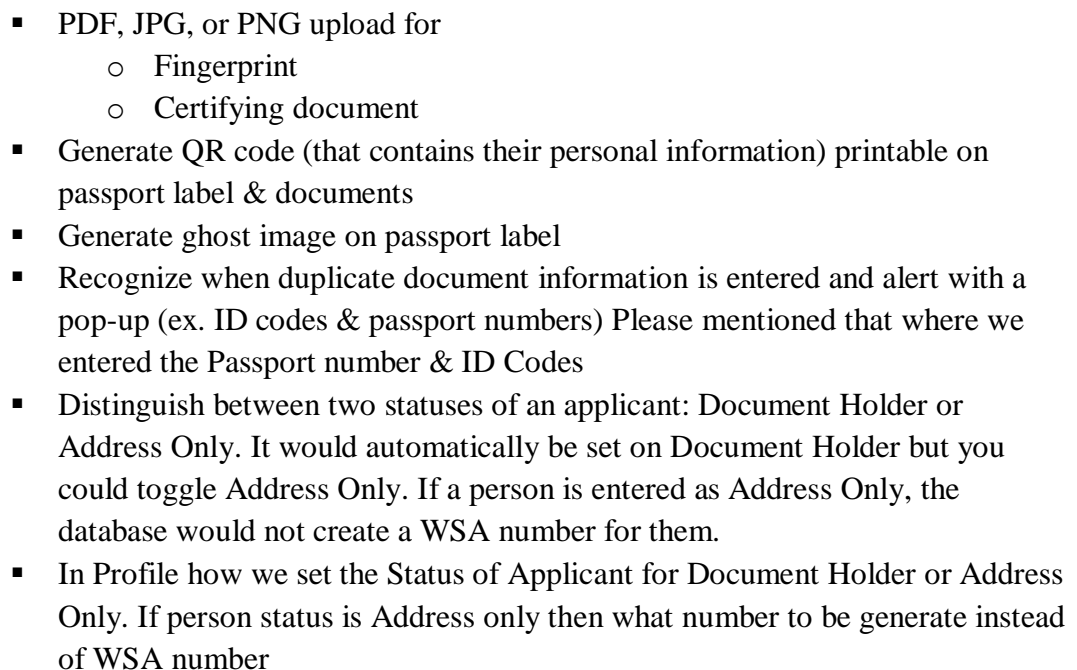 ▪ PDF, JPG, or PNG upload for
o Fingerprint
o Certifying document
▪ Generate QR code (that contains their personal information) printable on
passport label & documents
▪ Generate ghost image on passport label
▪ Recognize when duplicate document information is entered and alert with a
pop-up (ex. ID codes & passport numbers) Please mentioned that where we
entered the Passport number & ID Codes
▪ Distinguish between two statuses of an applicant: Document Holder or
Address Only. It would automatically be set on Document Holder but you
could toggle Address Only. If a person is entered as Address Only, the
database would not create a WSA number for them.
▪ In Profile how we set the Status of Applicant for Document Holder or Address
Only. If person status is Address only then what number to be generate instead
of WSA number